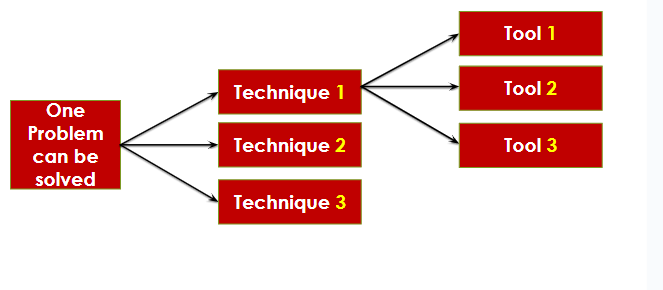 One
Problem
can be
solved
Technique 1
Technique 2
Technique 3
Tool 1
Tool 2
Tool 3